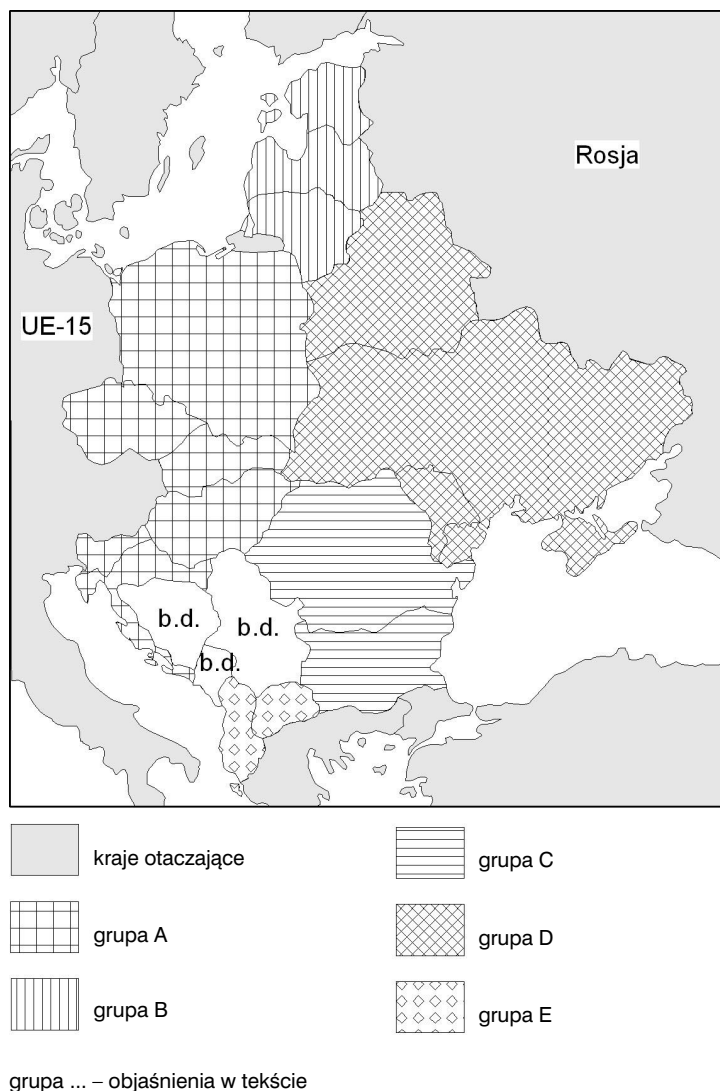 Rosja
UE-15
b.d.
b.d.
b.d.
kraje otaczające
grupa A
grupa B
grupa C
grupa D
grupa E
grupa ... – objaśnienia w tekście